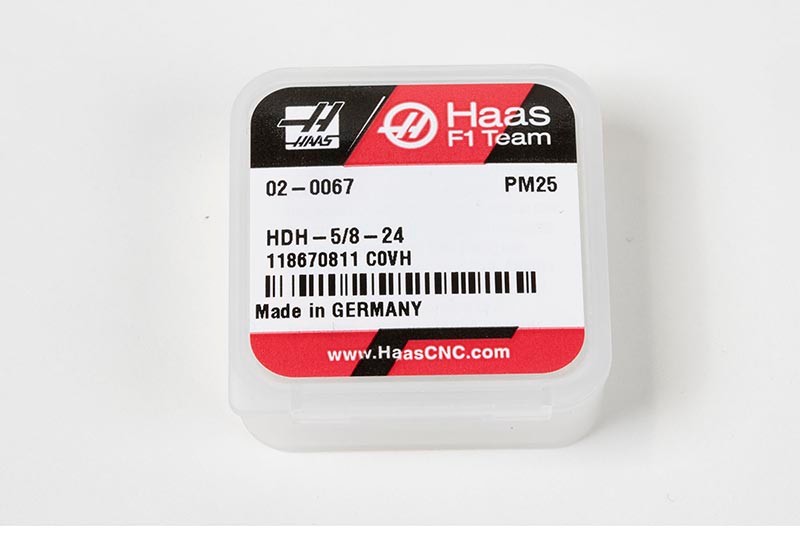 HAAS
Haas
F1 Team
02-0067 PM25
HDH-5/8-24
118670811 C0VH
Made in GERMANY
www.HaasCNC.com